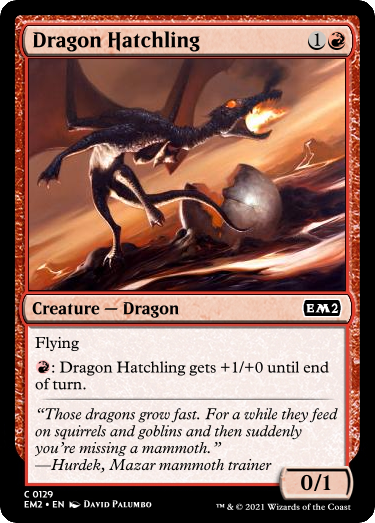 Dragon Hatchling 1
Creature — Dragon EM2
Flying
: Dragon Hatchling gets +1/+0 until end
of turn.
“Those dragons grow fast. For a while they feed
on squirrels and goblins and then suddenly
you’re missing a mammoth.”
—Hurdek, Mazar mammoth trainer
0/1
C 0129
EM2 • EN DAVID PALUMBO
™ & © 2021 Wizards of the Coast